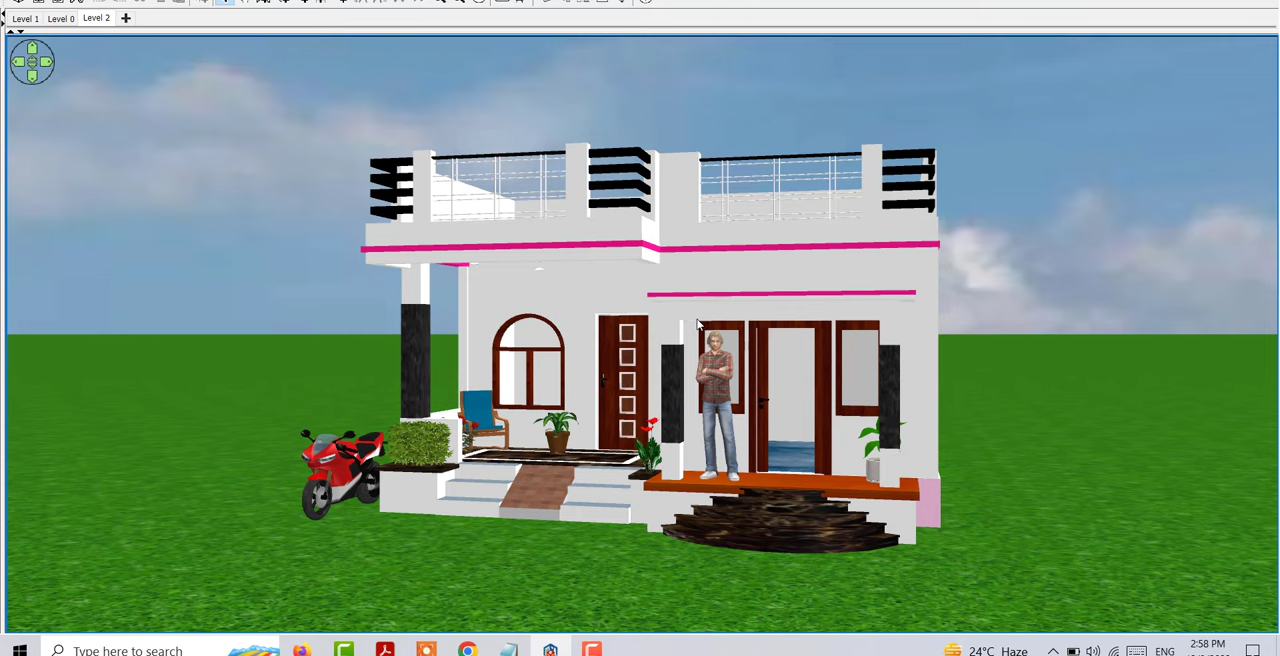 Level 1 Level 0 Level 2
Type here to search
24°C Haze
ENG
2:58 PM